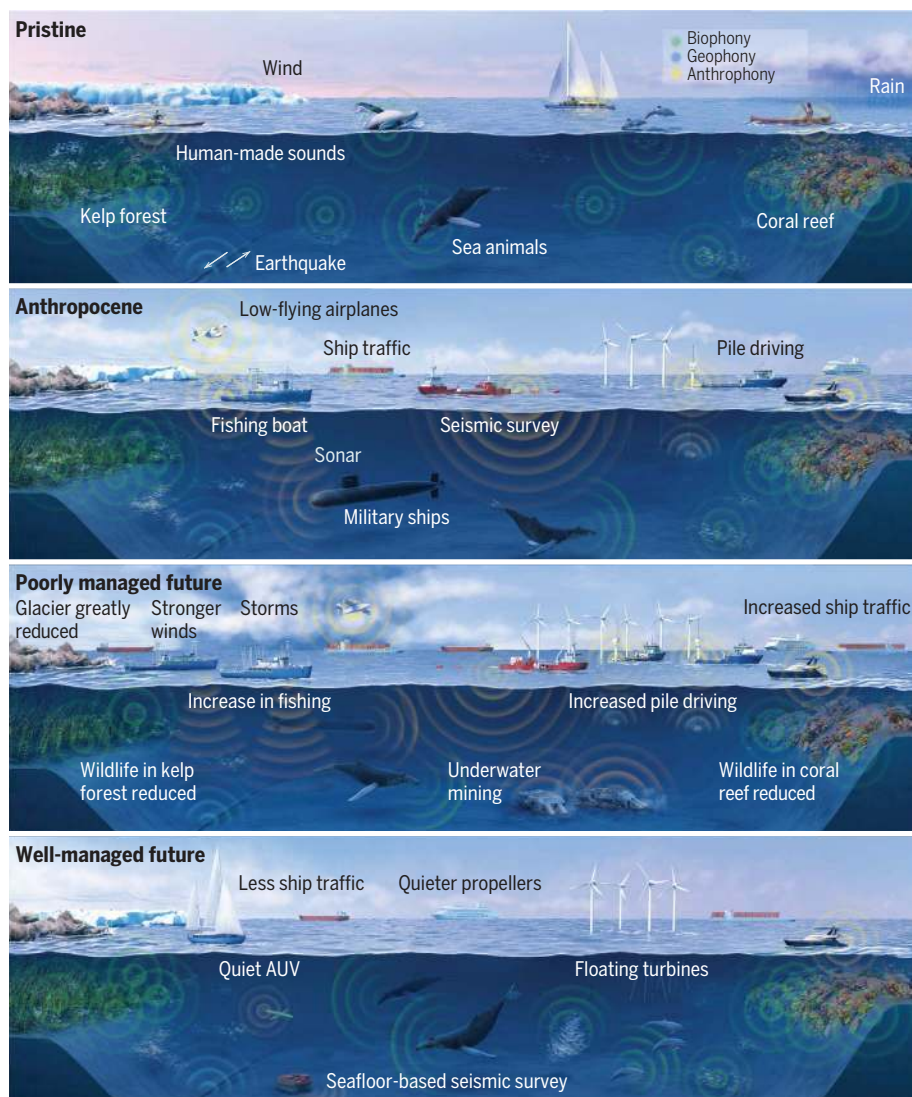 Pristine
Biophony
Geophony
Anthrophony
Wind
Rain
Human-made sounds
Kelp forest
Coral reef
Sea animals
Earthquake
Anthropocene
Low-flying airplanes
Ship traffic
Pile driving
Fishing boat
Seismic survey
Sonar
Military ships
Poorly managed future
Glacier greatly
reduced
Stronger
winds
Storms
Increased ship traffic
Increase in fishing
Increased pile driving
Wildlife in kelp
forest reduced
Underwater
mining
Wildlife in coral
reef reduced
Well-managed future
Less ship traffic
Quieter propellers
Quiet AUV
Floating turbines
Seafloor-based seismic survey